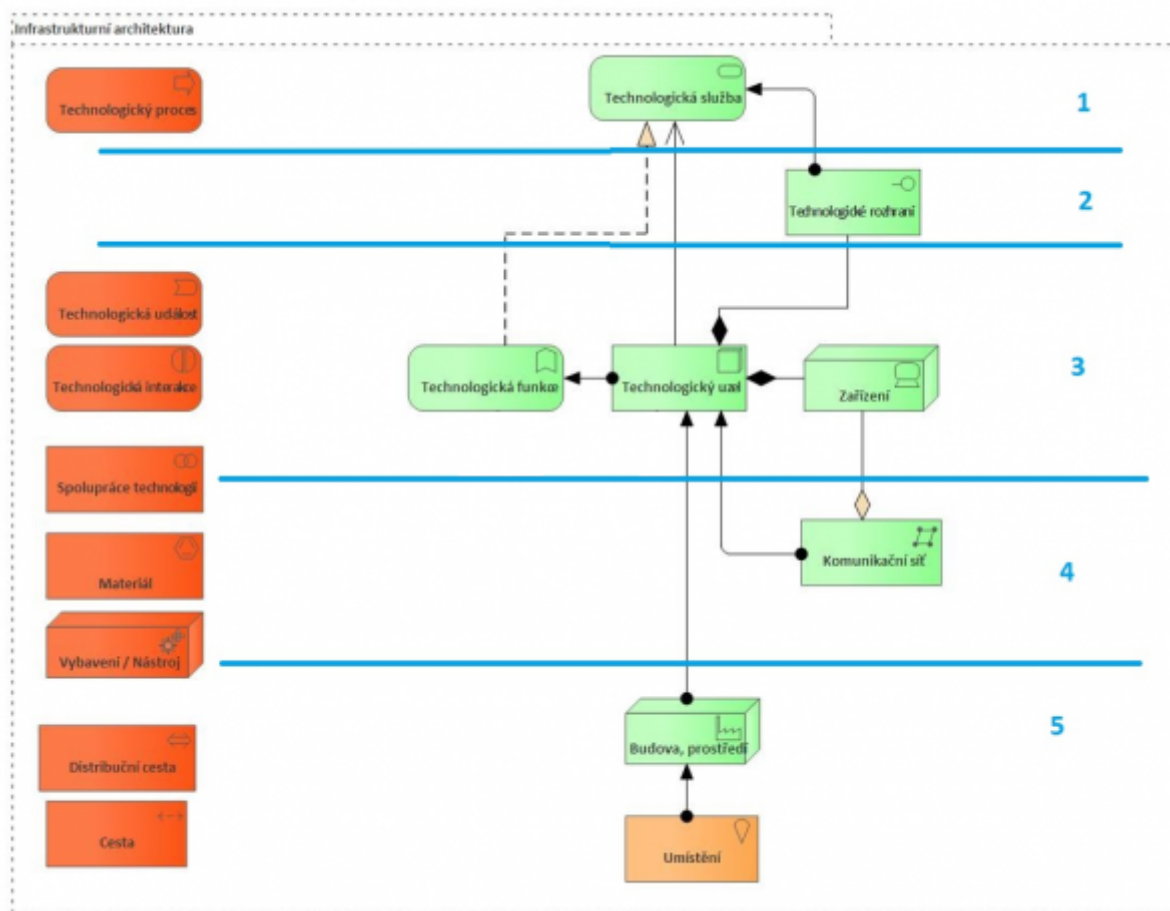 Infrastrukturní architektura
Technologický proces
Technologická služba
1
Technologické rozhraní
2
Technologická událost
Technologická interakce
Technologická funkce
Technologický uzel
Zařízení
3
Spolupráce technologií
Materiál
Komunikační síť
4
Vybavení / Nástroj
Budova, prostředí
5
Distribuční cesta
Cesta
Umístění